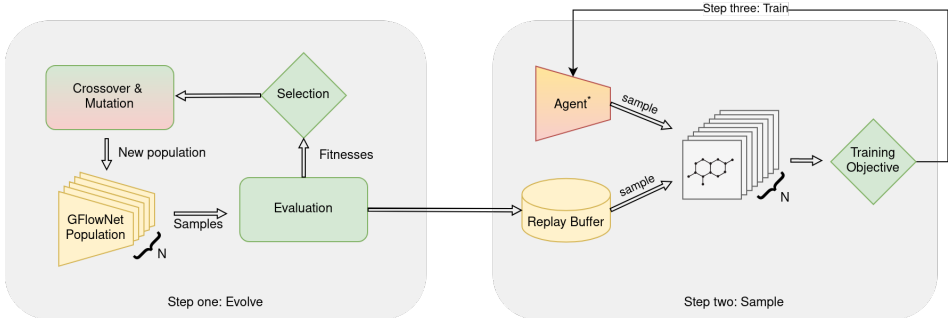 Step three: Train
Crossover &
Mutation
Selection
New population
Fitnesses
GFlowNet
Population
N
Samples
Evaluation
Step one: Evolve
Agent*
sample
sample
Replay Buffer
N
Training
Objective
Step two: Sample